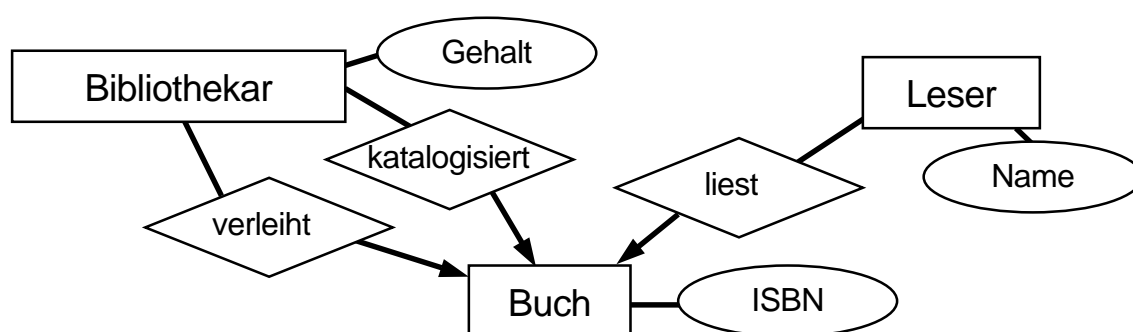 Gehalt
Bibliothekar
Leser
katalogisiert
liest
Name
verleiht
Buch
ISBN